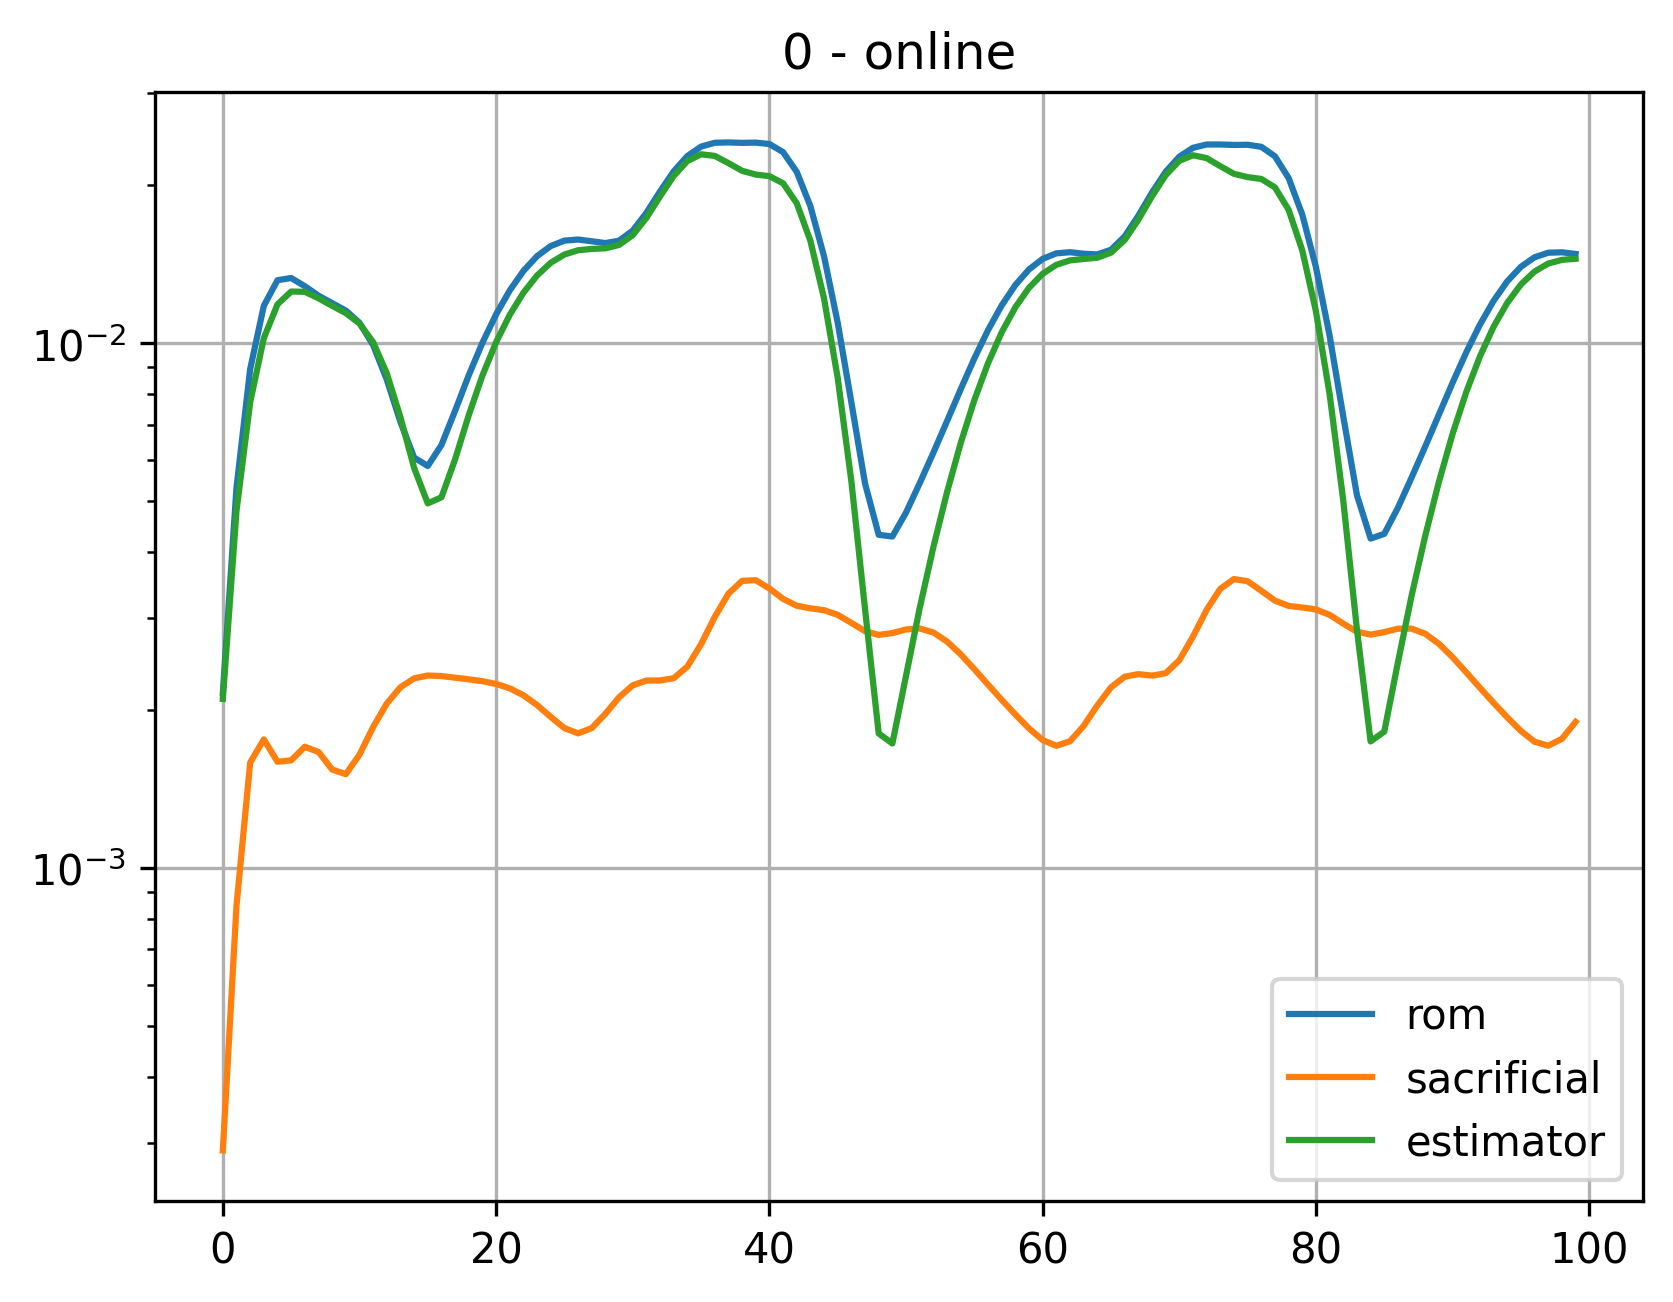 0 - online
10⁻²
10⁻³
0 20 40 60 80 100
rom
sacrificial
estimator